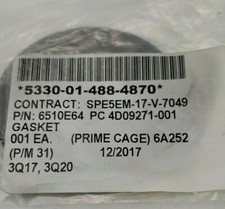 *5330-01-488-4870*
CONTRACT: SPE5EM-17-V-7049
P/N: 6510E64 PC 4D09271-001
GASKET
001 EA. (PRIME CAGE) 6A252
(P/M 31) 12/2017
3Q17, 3Q20